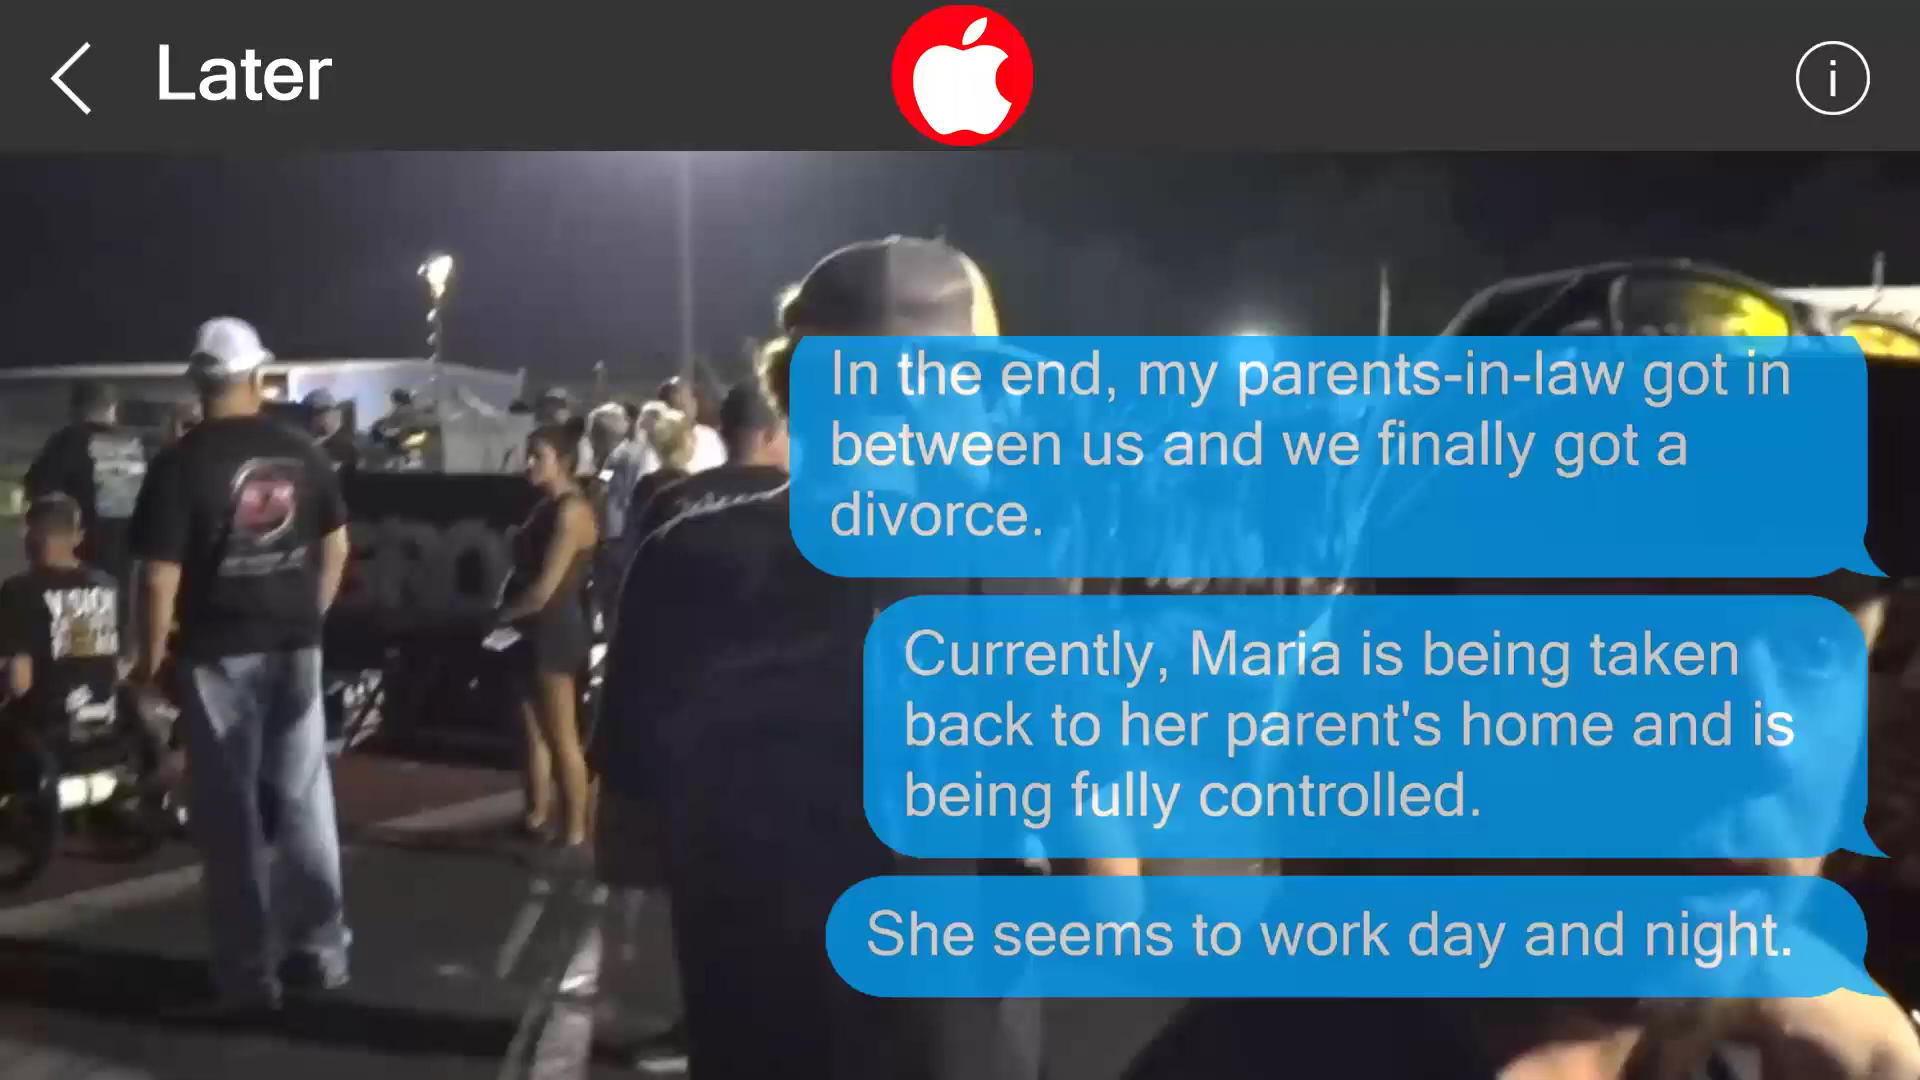 Later
i
In the end, my parents-in-law got in
between us and we finally got a
divorce.
Currently, Maria is being taken
back to her parent's home and is
being fully controlled.
She seems to work day and night.